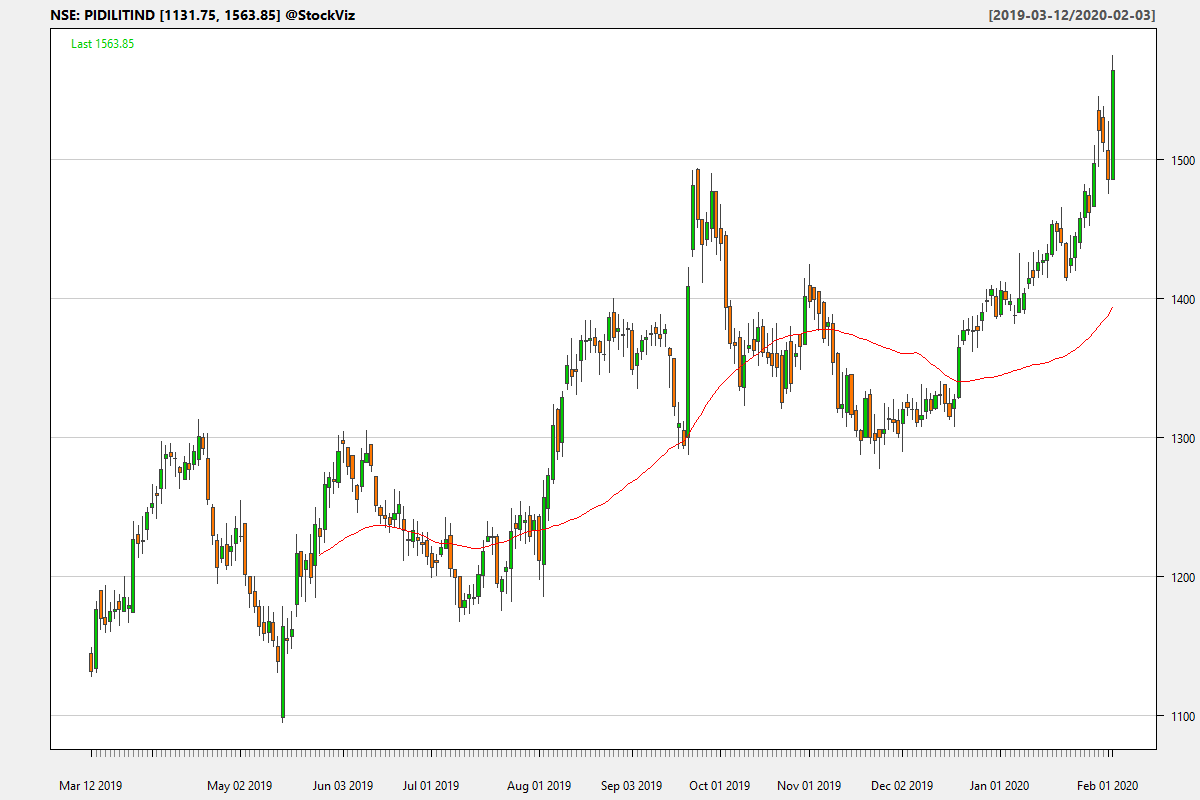 NSE: PIDILITIND [1131.75, 1563.85] @StockViz
[2019-03-12/2020-02-03]
Last 1563.85
1500
1400
1300
1200
1100
Mar 12 2019 May 02 2019 Jun 03 2019 Jul 01 2019 Aug 01 2019 Sep 03 2019 Oct 01 2019 Nov 01 2019 Dec 02 2019 Jan 01 2020 Feb 01 2020